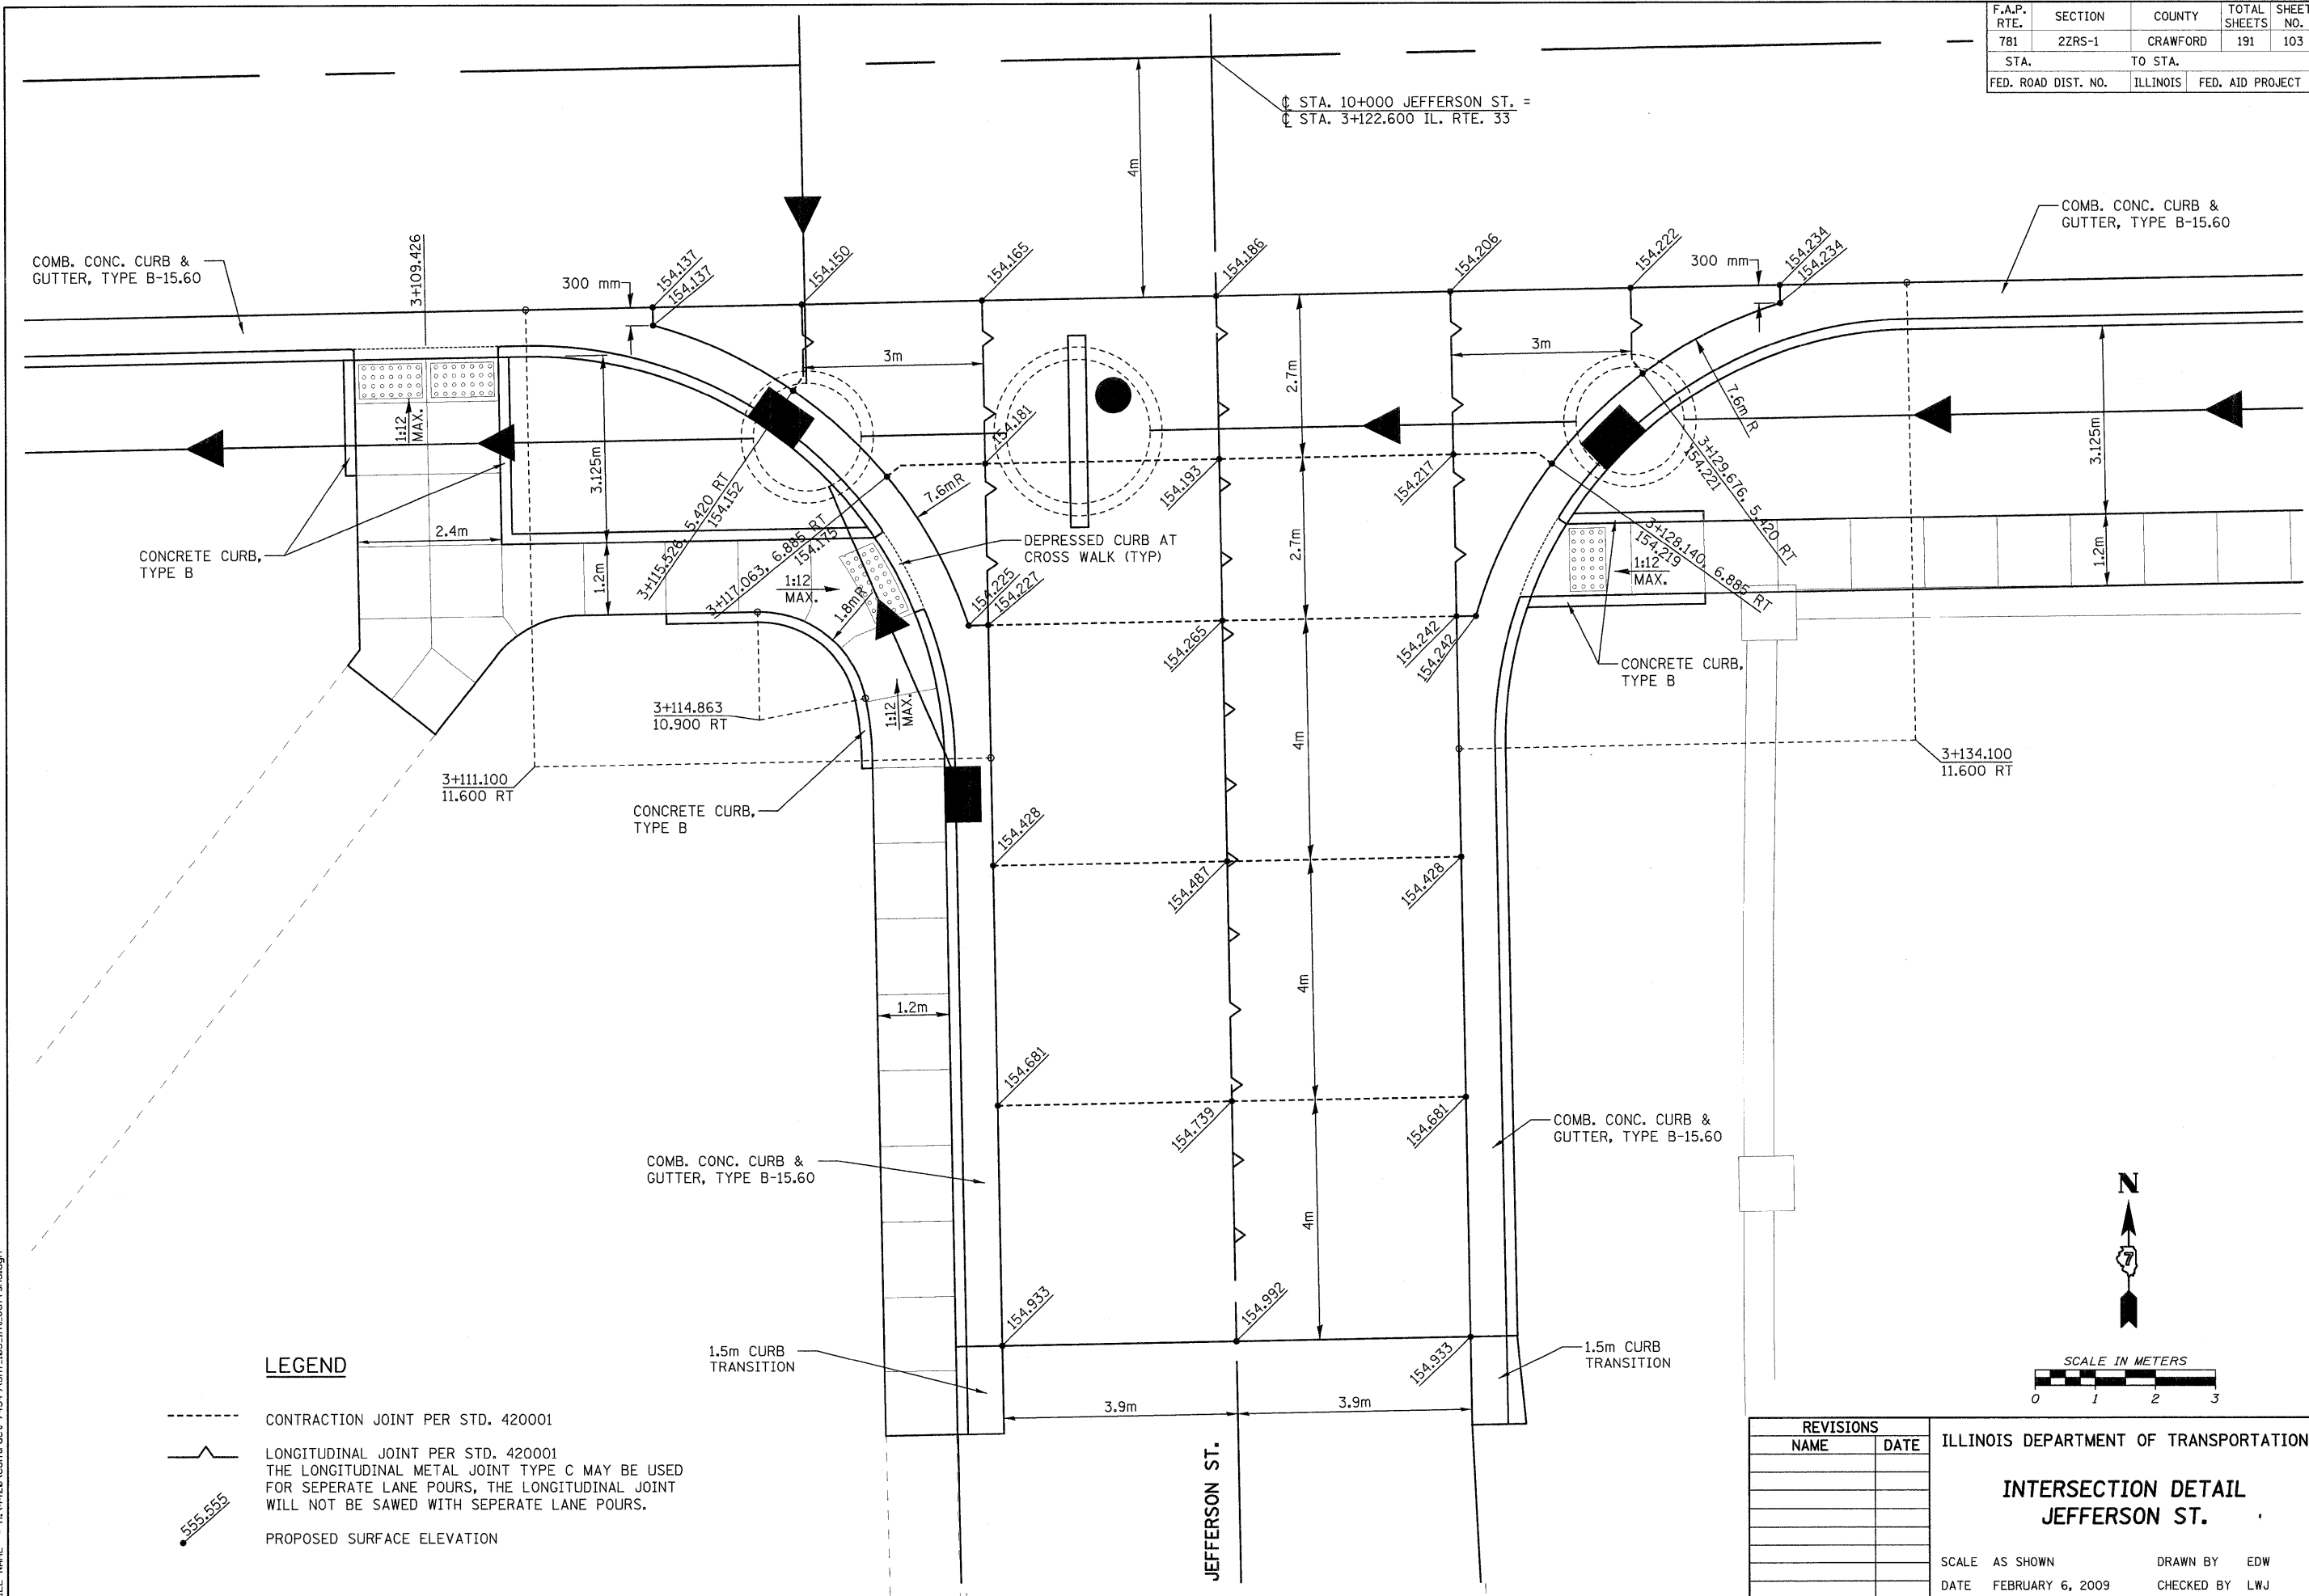 F.A.P. RTE. SECTION COUNTY TOTAL SHEETS SHEET NO.
781 2ZRS-1 CRAWFORD 191 103
STA. TO STA.
FED. ROAD DIST. NO. ILLINOIS FED. AID PROJECT
℄ STA. 10+000 JEFFERSON ST. =
℄ STA. 3+122.600 IL. RTE. 33
4m
COMB. CONC. CURB &
GUTTER, TYPE B-15.60
3+109.426
300 mm
154.137
154.137
154.150
154.165
154.186
154.206
154.222
300 mm
154.234
154.234
COMB. CONC. CURB &
GUTTER, TYPE B-15.60
3m
3m
2.7m
7.6m R
1:12
MAX.
3.125m
3.125m
154.181
154.193
154.217
7.6m R
3+115.526, 5.420 RT
154.152
3+117.063, 6.885 RT
154.175
3+129.676, 5.420 RT
154.221
3+128.140, 6.885 RT
154.219
2.4m
CONCRETE CURB,
TYPE B
1.2m
1:12
MAX.
1.8m R
DEPRESSED CURB AT
CROSS WALK (TYP)
2.7m
1:12
MAX.
1.2m
154.225
154.227
154.265
154.242
154.242
CONCRETE CURB,
TYPE B
3+114.863
10.900 RT
1:12
MAX.
3+111.100
11.600 RT
3+134.100
11.600 RT
4m
CONCRETE CURB,
TYPE B
154.428
154.487
154.428
4m
1.2m
154.681
154.739
154.681
COMB. CONC. CURB &
GUTTER, TYPE B-15.60
COMB. CONC. CURB &
GUTTER, TYPE B-15.60
4m
N
7
154.933
154.992
154.933
1.5m CURB
TRANSITION
1.5m CURB
TRANSITION
3.9m
3.9m
JEFFERSON ST.
SCALE IN METERS
0 1 2 3
LEGEND
CONTRACTION JOINT PER STD. 420001
LONGITUDINAL JOINT PER STD. 420001
THE LONGITUDINAL METAL JOINT TYPE C MAY BE USED
FOR SEPERATE LANE POURS, THE LONGITUDINAL JOINT
WILL NOT BE SAWED WITH SEPERATE LANE POURS.
555.555
PROPOSED SURFACE ELEVATION
REVISIONS
NAME DATE
ILLINOIS DEPARTMENT OF TRANSPORTATION
INTERSECTION DETAIL
JEFFERSON ST.
SCALE AS SHOWN DRAWN BY EDW
DATE FEBRUARY 6, 2009 CHECKED BY LWJ